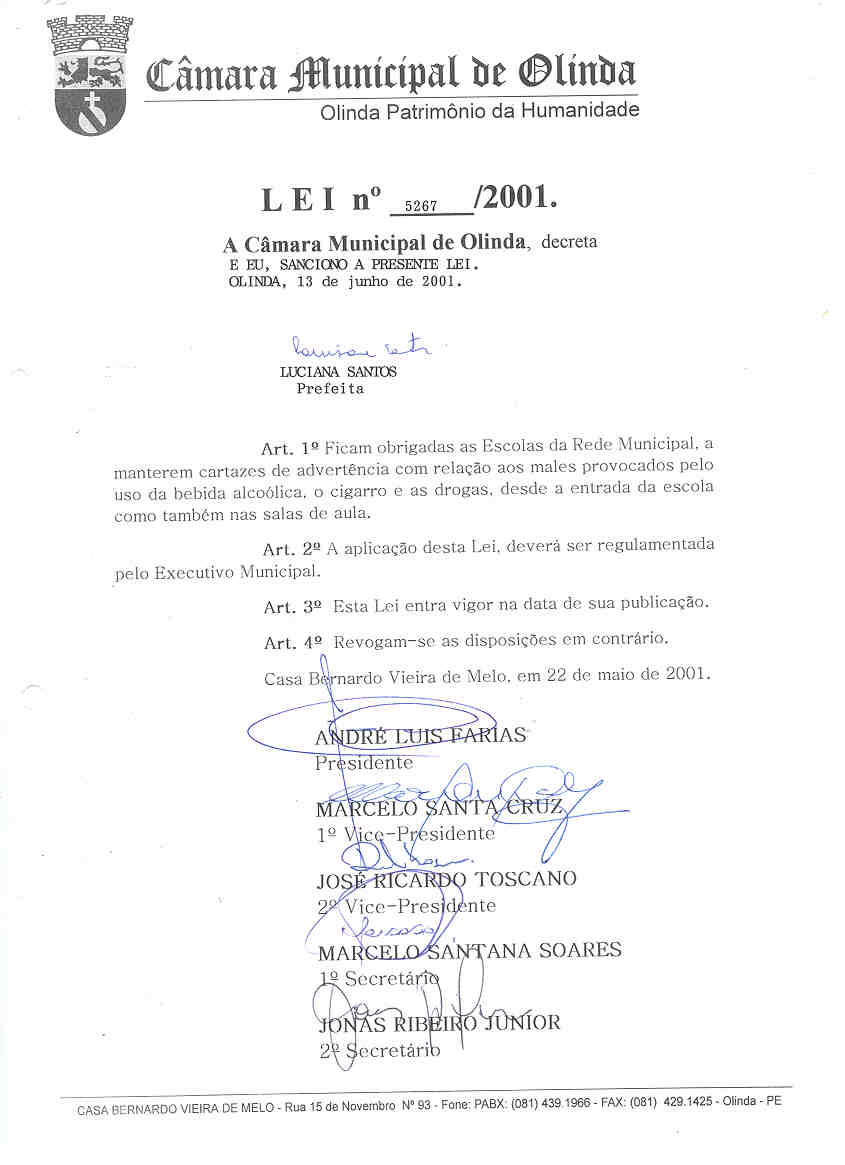 Câmara Municipal de Olinda
Olinda Patrimônio da Humanidade
L E I nº 5267 /2001.
A Câmara Municipal de Olinda, decreta
E EU, SANCIONO A PRESENTE LEI.
OLINDA, 13 de junho de 2001.
LUCIANA SANTOS
Prefeita
Art. 1º Ficam obrigadas as Escolas da Rede Municipal, a
manterem cartazes de advertência com relação aos males provocados pelo
uso da bebida alcoólica, o cigarro e as drogas, desde a entrada da escola
como também nas salas de aula.
Art. 2º A aplicação desta Lei, deverá ser regulamentada
pelo Executivo Municipal.
Art. 3º Esta Lei entra vigor na data de sua publicação.
Art. 4º Revogam-se as disposições em contrário.
Casa Bernardo Vieira de Melo, em 22 de maio de 2001.
ANDRÉ LUIS FARIAS
Presidente
MARCELO SANTA CRUZ
1º Vice-Presidente
JOSÉ RICARDO TOSCANO
2º Vice-Presidente
MARCELO SANTANA SOARES
1º Secretário
JONAS RIBEIRO JUNIOR
2º Secretário
CASA BERNARDO VIEIRA DE MELO - Rua 15 de Novembro Nº 93 - Fone: PABX: (081) 439.1966 - FAX: (081) 429.1425 - Olinda - PE